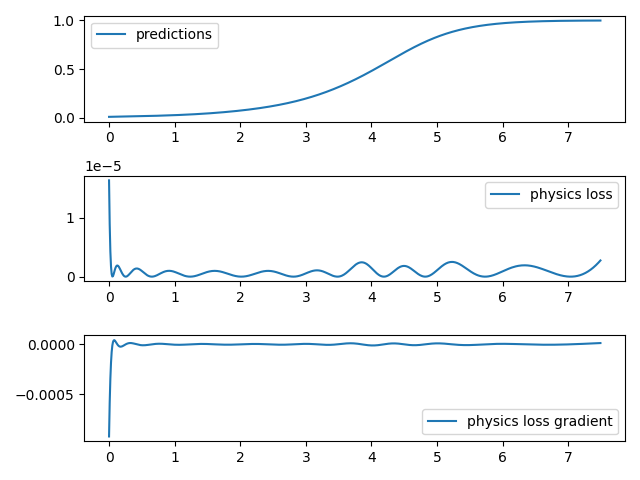 1.0
predictions
0.5
0.0
0 1 2 3 4 5 6 7
1e−5
physics loss
1
0
0 1 2 3 4 5 6 7
0.0000
−0.0005
physics loss gradient
0 1 2 3 4 5 6 7